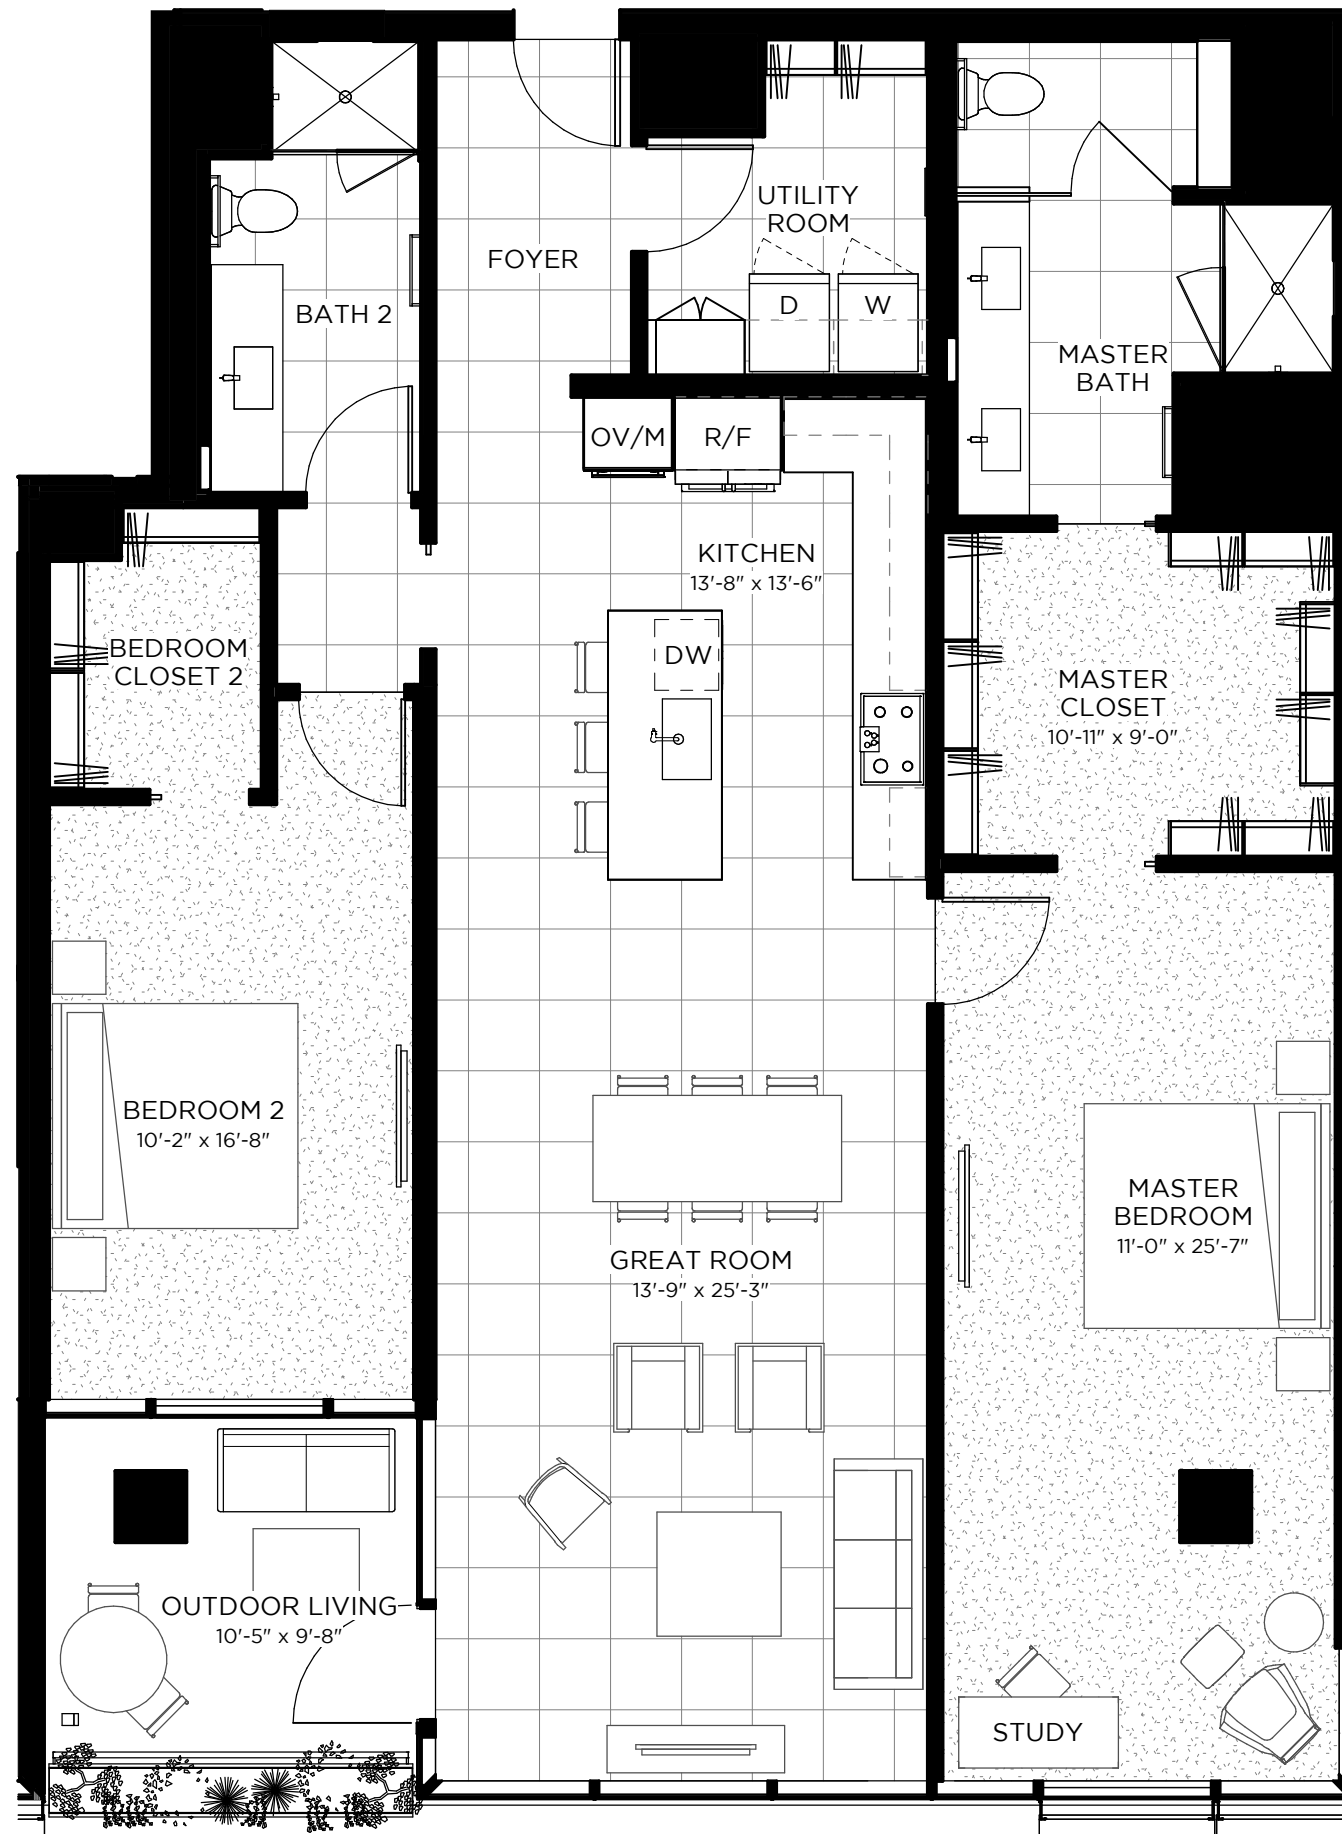 UTILITY
ROOM
FOYER
BATH 2
D
W
MASTER
BATH
OV/M
R/F
KITCHEN
13'-8" x 13'-6"
DW
BEDROOM
CLOSET 2
MASTER
CLOSET
10'-11" x 9'-0"
BEDROOM 2
10'-2" x 16'-8"
MASTER
BEDROOM
11'-0" x 25'-7"
GREAT ROOM
13'-9" x 25'-3"
OUTDOOR LIVING
10'-5" x 9'-8"
STUDY